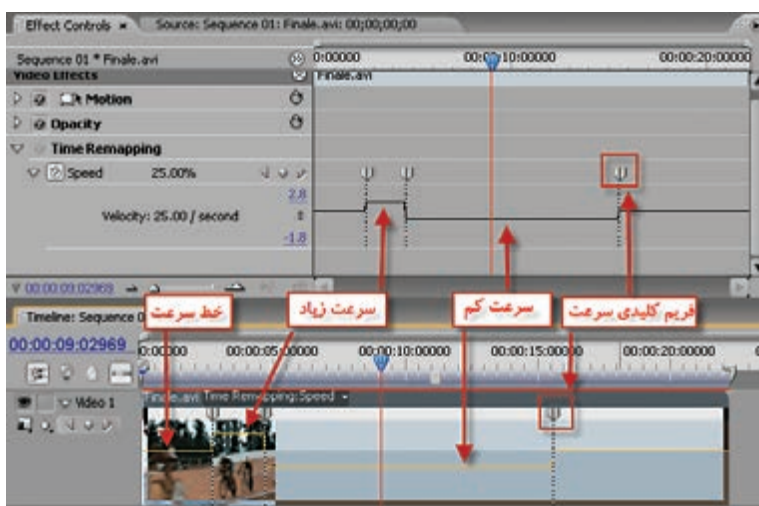 Effect Controls
Source: Sequence 01: Finale.avi: 00;00;00;00
Sequence 01 * Finale.avi
0:00000
00:00:10:00000
00:00:20:00000
Video Effects
Finale.avi
Motion
Opacity
Time Remapping
Speed
25.00%
2.8
Velocity: 25.00 / second
-1.8
00:00:09:02969
خط سرعت
سرعت زیاد
سرعت کم
فریم کلیدی سرعت
Timeline: Sequence 0
00:00:09:02969
0:00000
00:00:05:00000
00:00:10:00000
00:00:15:00000
00:00:20:00000
Video 1
Finale.avi Time Remapping:Speed